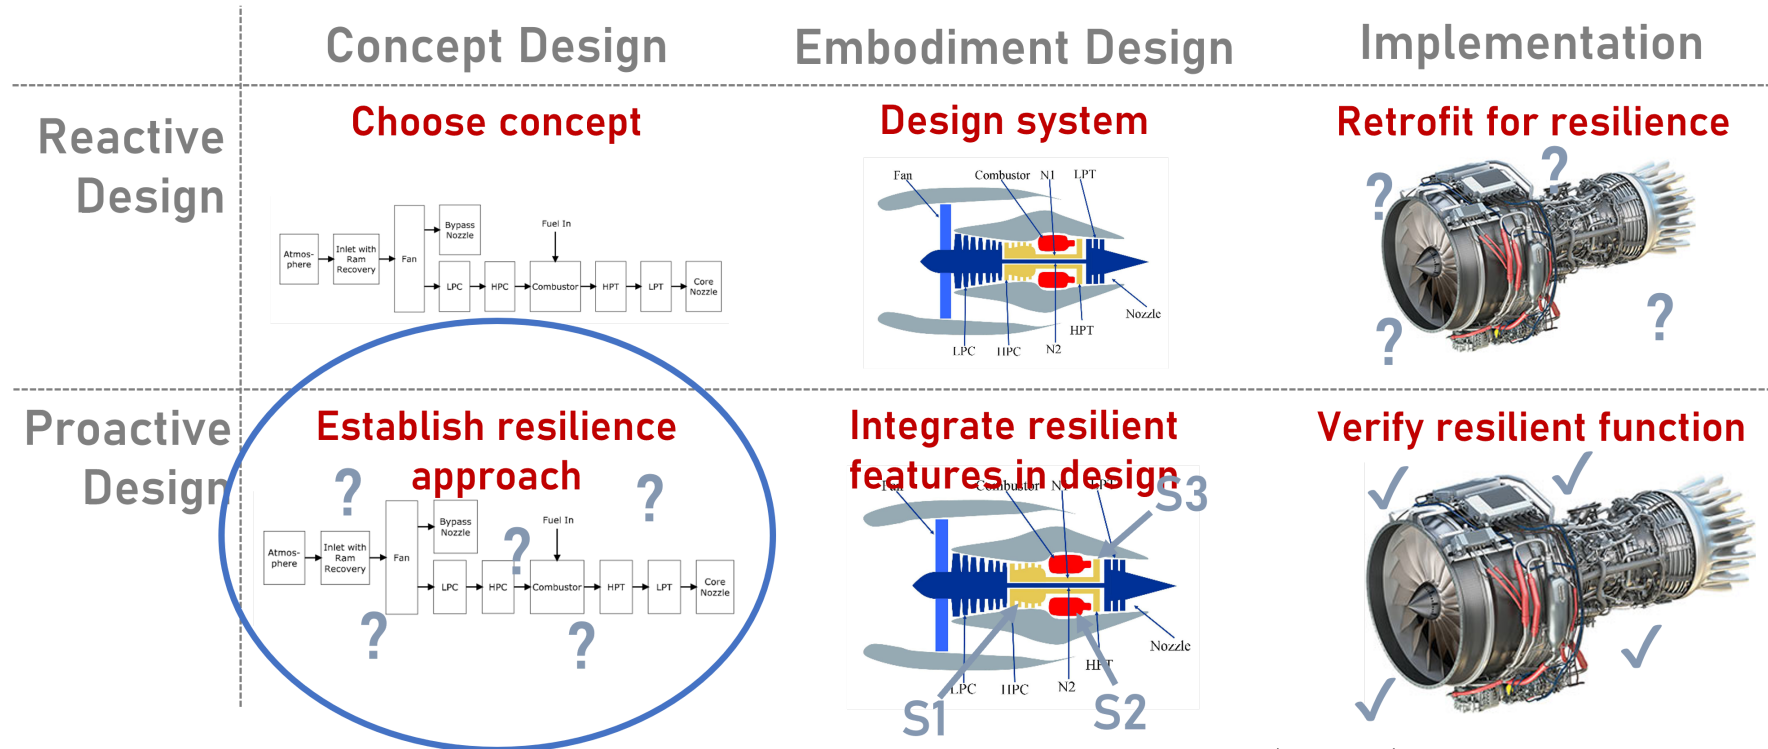 Concept Design
Embodiment Design
Implementation
Reactive
Design
Choose concept
Design system
Retrofit for resilience
Atmos-
phere
Inlet with
Ram
Recovery
Fan
Bypass
Nozzle
Fuel In
LPC
HPC
Combustor
HPT
LPT
Core
Nozzle
Fan
Combustor
N1
LPT
Nozzle
HPT
LPC
HPC
N2
?
?
?
?
Proactive
Design
Establish resilience
approach
Integrate resilient
features in design
Verify resilient function
?
?
?
?
?
Atmos-
phere
Inlet with
Ram
Recovery
Fan
Bypass
Nozzle
Fuel In
LPC
HPC
Combustor
HPT
LPT
Core
Nozzle
Fan
Combustor
LPT
S3
Nozzle
HPT
LPC
HPC
N2
S1
S2
✓
✓
✓
✓